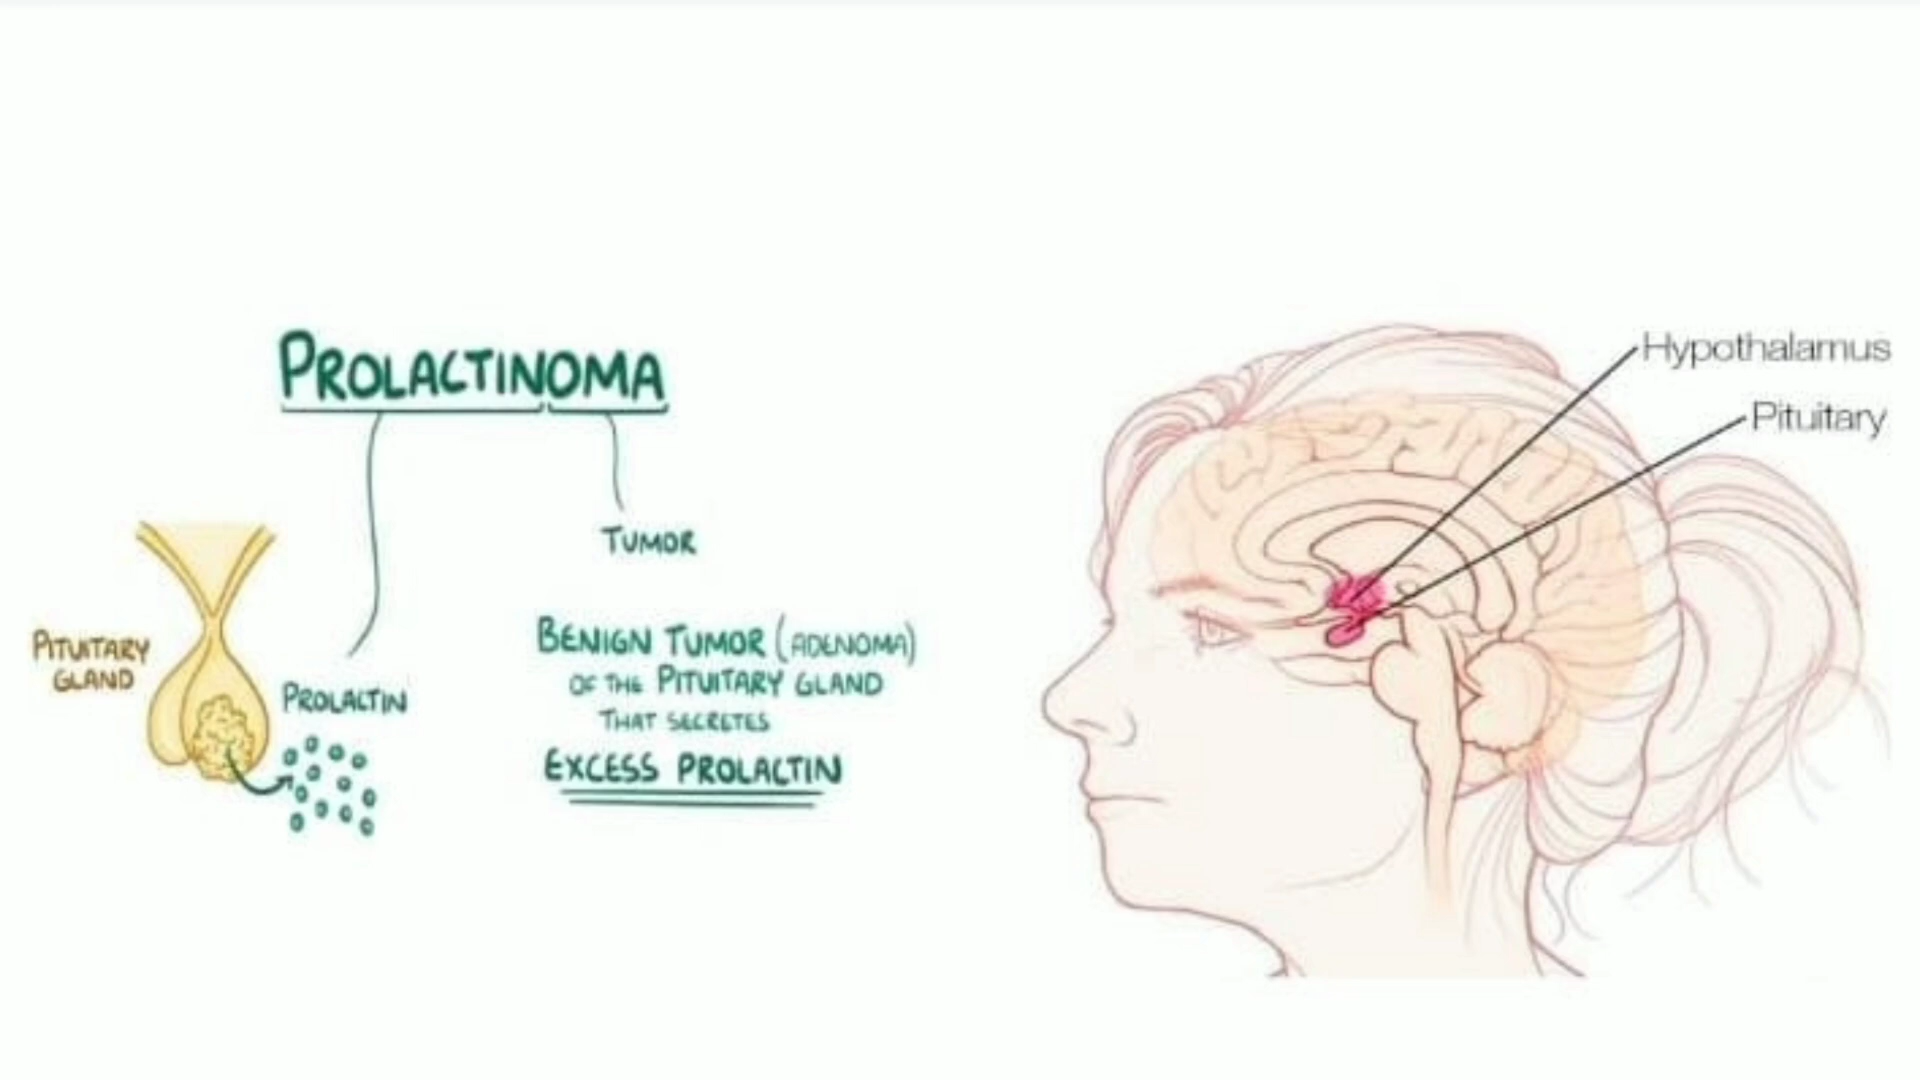 PROLACTINOMA
TUMOR
PITUITARY
GLAND
PROLACTIN
BENIGN TUMOR (ADENOMA)
OF THE PITUITARY GLAND
THAT SECRETES
EXCESS PROLACTIN
Hypothalamus
Pituitary